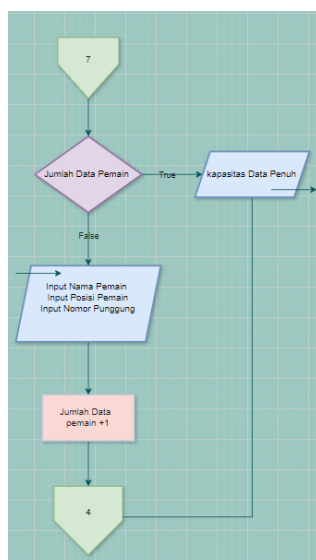 7
Jumlah Data Pemain
True
kapasitas Data Penuh
False
Input Nama Pemain
Input Posisi Pemain
Input Nomor Punggung
Jumlah Data
pemain +1
4